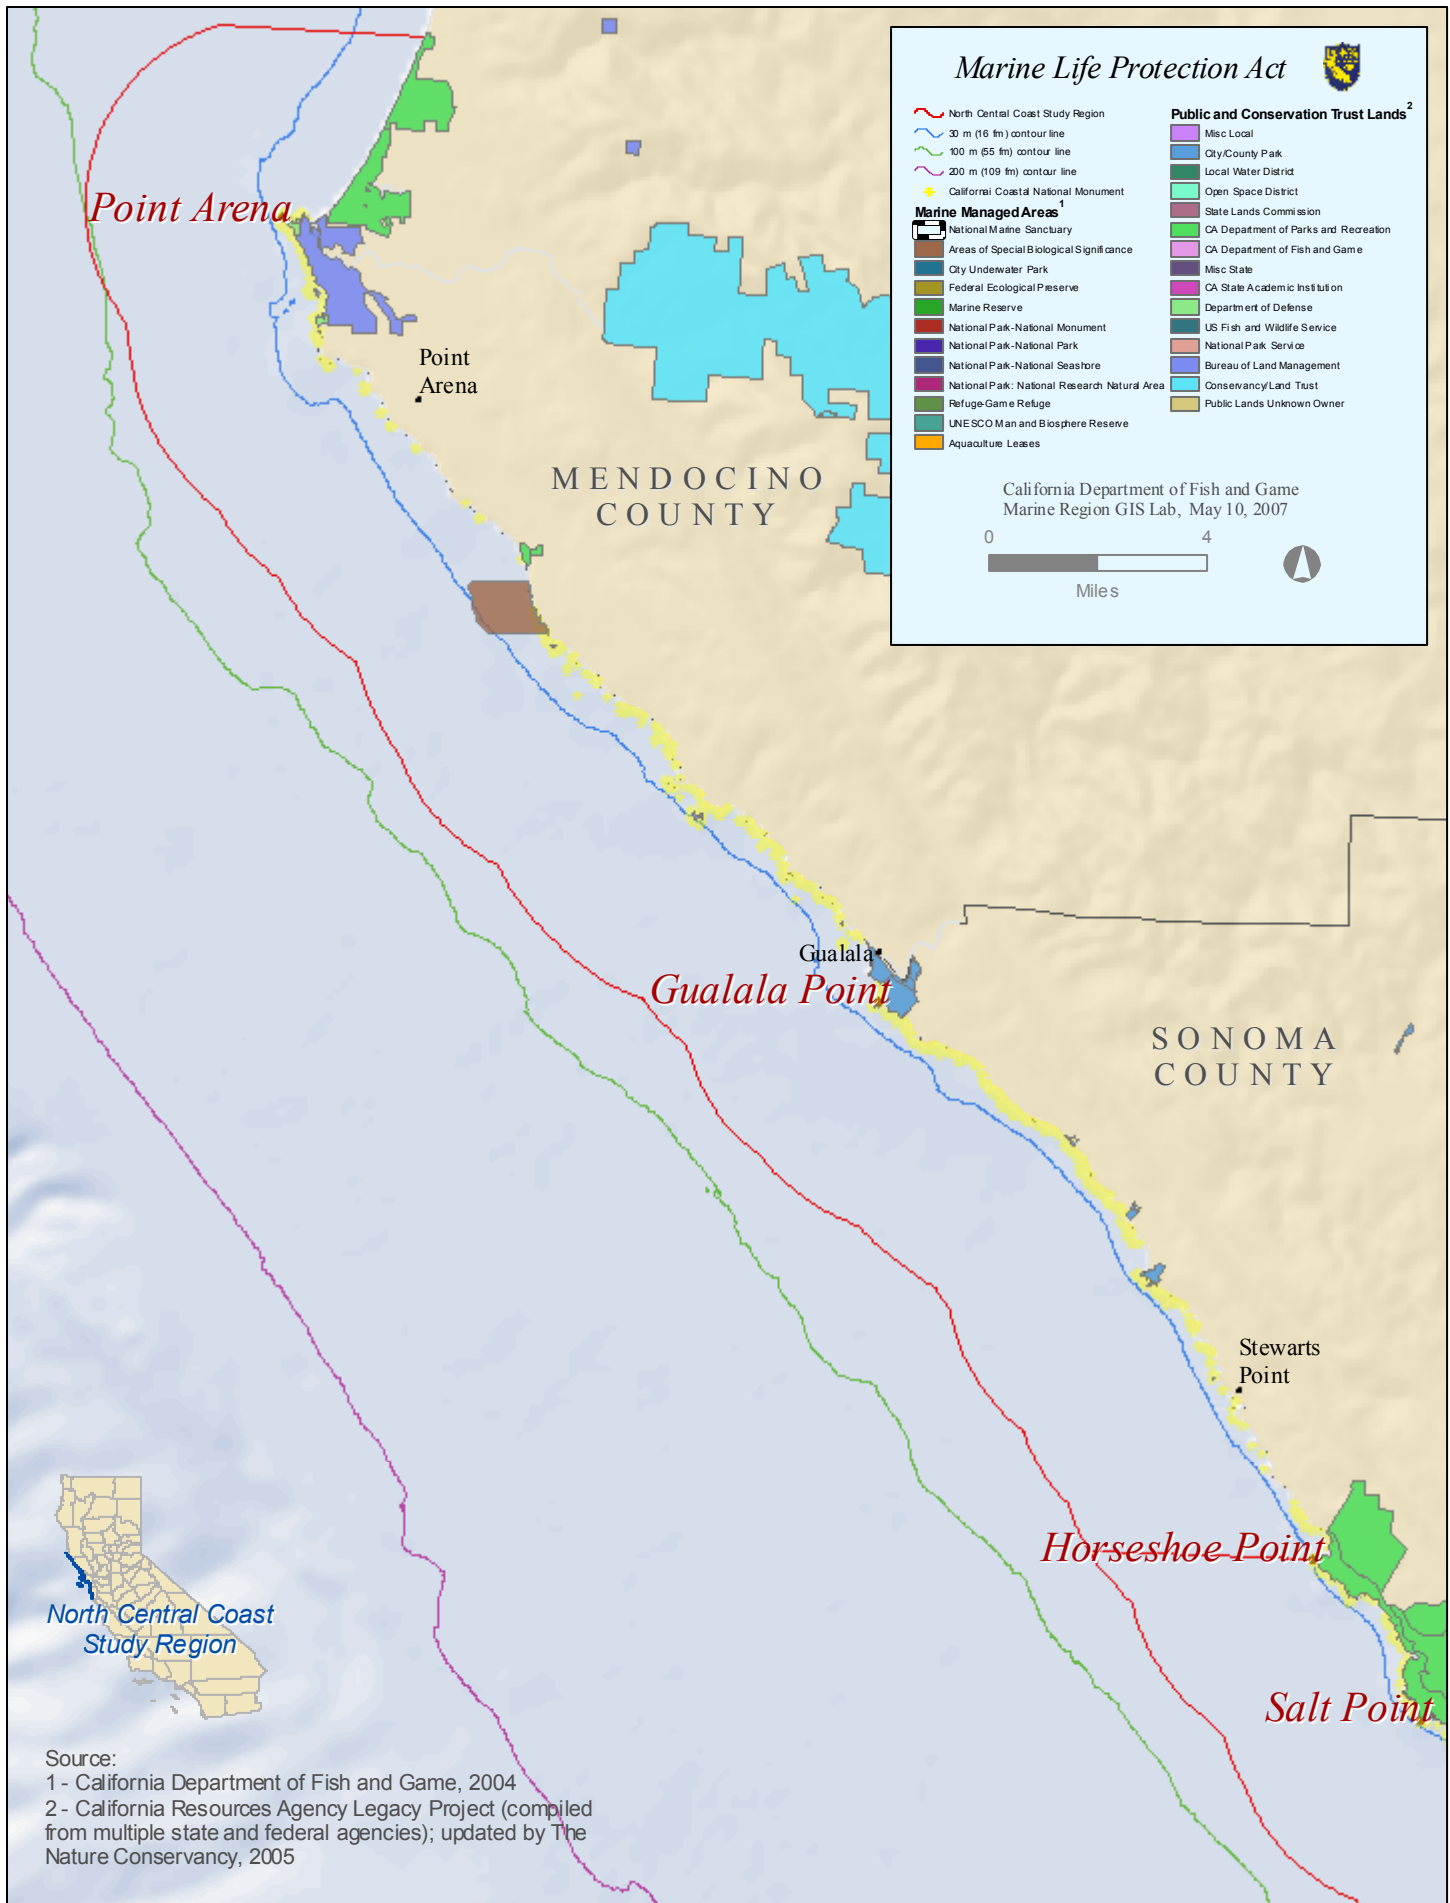 Marine Life Protection Act
North Central Coast Study Region
30 m (16 fm) contour line
100 m (55 fm) contour line
200 m (109 fm) contour line
Californai Coastal National Monument
Marine Managed Areas 1
National Marine Sanctuary
Areas of Special Biological Significance
City Underwater Park
Federal Ecological Preserve
Marine Reserve
National Park-National Monument
National Park-National Park
National Park-National Seashore
National Park: National Research Natural Area
Refuge-Game Refuge
UNESCO Man and Biosphere Reserve
Aquaculture Leases
Public and Conservation Trust Lands 2
Misc Local
City/County Park
Local Water District
Open Space District
State Lands Commission
CA Department of Parks and Recreation
CA Department of Fish and Game
Misc State
CA State Academic Institution
Department of Defense
US Fish and Wildlife Service
National Park Service
Bureau of Land Management
Conservancy/Land Trust
Public Lands Unknown Owner
California Department of Fish and Game
Marine Region GIS Lab, May 10, 2007
0 4
Miles
Point Arena
Point
Arena
MENDOCINO
COUNTY
Gualala
Gualala Point
SONOMA
COUNTY
Stewarts
Point
Horseshoe Point
Salt Point
North Central Coast
Study Region
Source:
1 - California Department of Fish and Game, 2004
2 - California Resources Agency Legacy Project (compiled
from multiple state and federal agencies); updated by The
Nature Conservancy, 2005